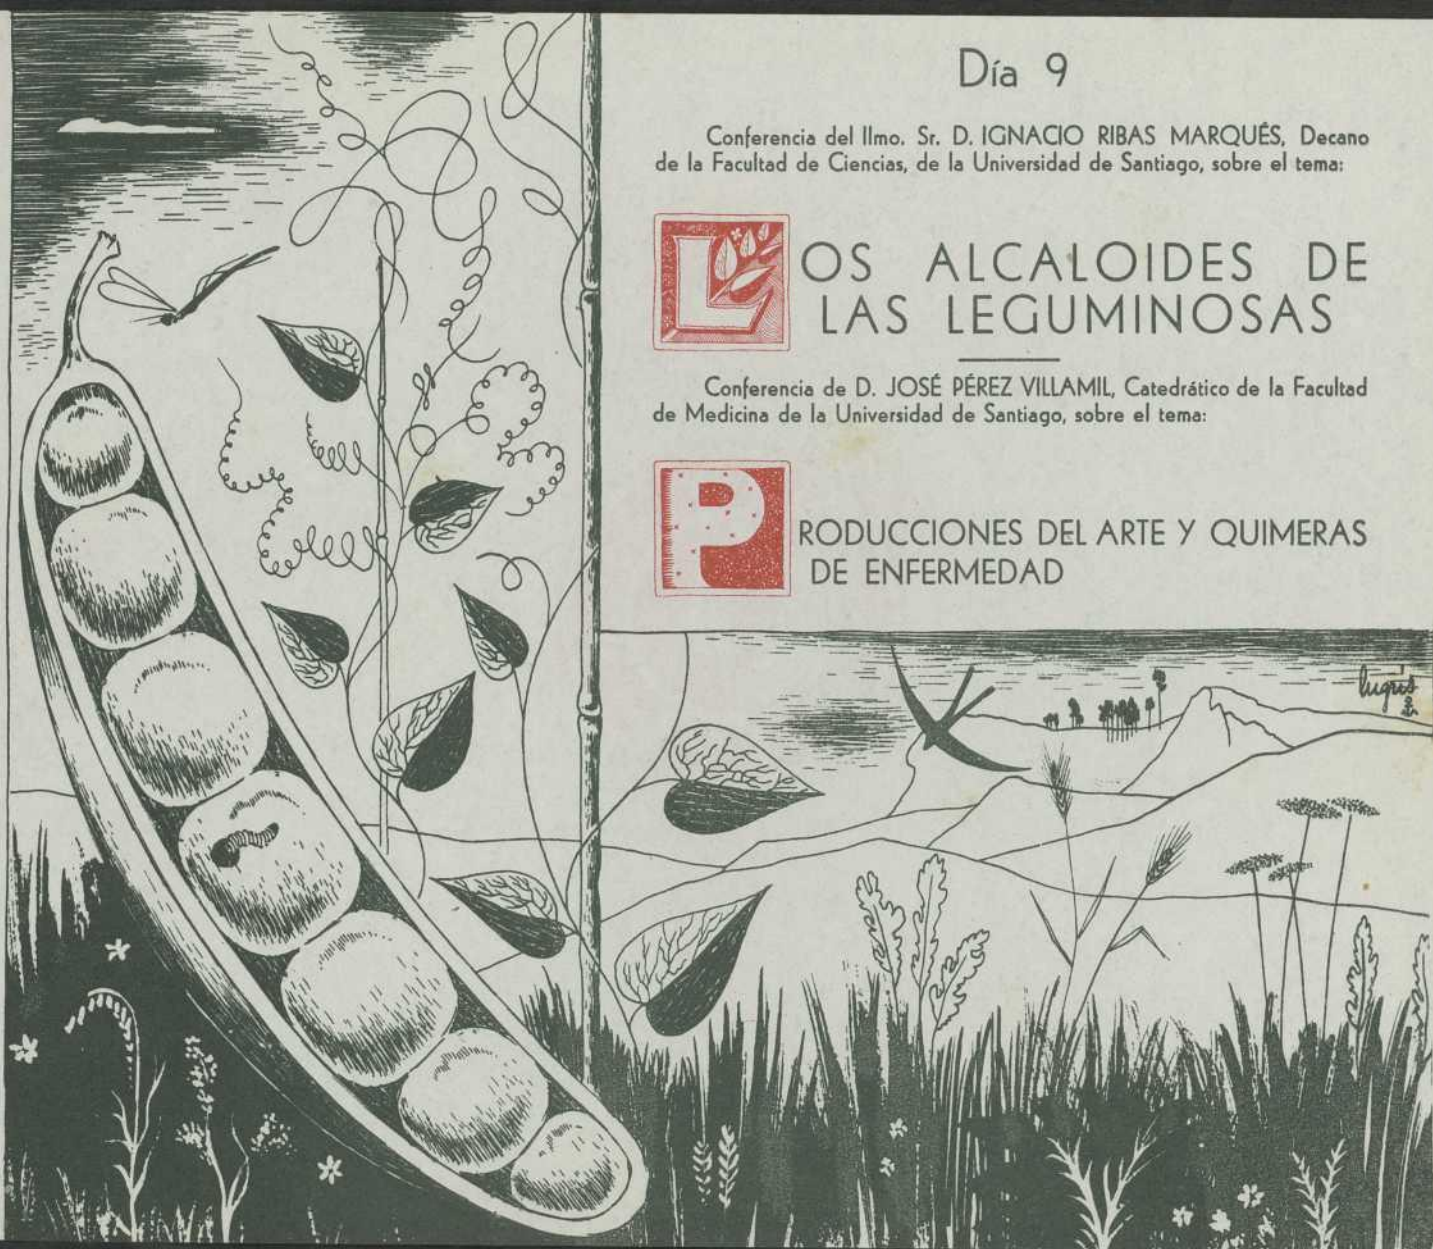 Día 9
Conferencia del Ilmo. Sr. D. IGNACIO RIBAS MARQUÉS, Decano
de la Facultad de Ciencias, de la Universidad de Santiago, sobre el tema:
LOS ALCALOIDES DE
LAS LEGUMINOSAS
Conferencia de D. JOSÉ PÉREZ VILLAMIL, Catedrático de la Facultad
de Medicina de la Universidad de Santiago, sobre el tema:
PRODUCCIONES DEL ARTE Y QUIMERAS
DE ENFERMEDAD
lugrís